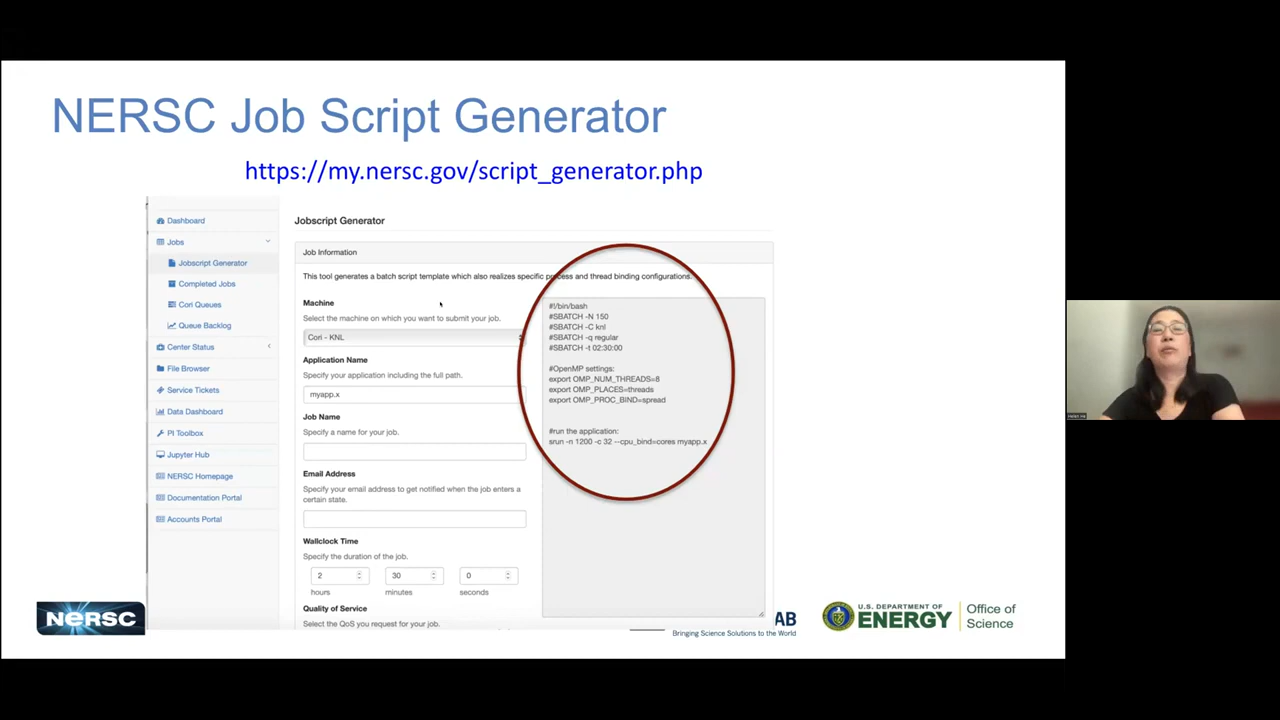 NERSC Job Script Generator
https://my.nersc.gov/script_generator.php
Dashboard
Jobs
Jobscript Generator
Completed Jobs
Cori Queues
Queue Backlog
Center Status
File Browser
Service Tickets
Data Dashboard
PI Toolbox
Jupyter Hub
NERSC Homepage
Documentation Portal
Accounts Portal
Jobscript Generator
Job Information
This tool generates a batch script template which also realizes specific process and thread binding configurations.
Machine
Select the machine on which you want to submit your job.
Cori - KNL
Application Name
Specify your application including the full path.
myapp.x
Job Name
Specify a name for your job.
Email Address
Specify your email address to get notified when the job enters a
certain state.
Wallclock Time
Specify the duration of the job.
2 30 0
hours minutes seconds
Quality of Service
Select the QoS you request for your job.
#!/bin/bash
#SBATCH -N 150
#SBATCH -C knl
#SBATCH -q regular
#SBATCH -t 02:30:00
#OpenMP settings:
export OMP_NUM_THREADS=8
export OMP_PLACES=threads
export OMP_PROC_BIND=spread
#run the application:
srun -n 1200 -c 32 --cpu_bind=cores myapp.x
NERSC
AB
Bringing Science Solutions to the World
U.S. DEPARTMENT OF
ENERGY
Office of
Science